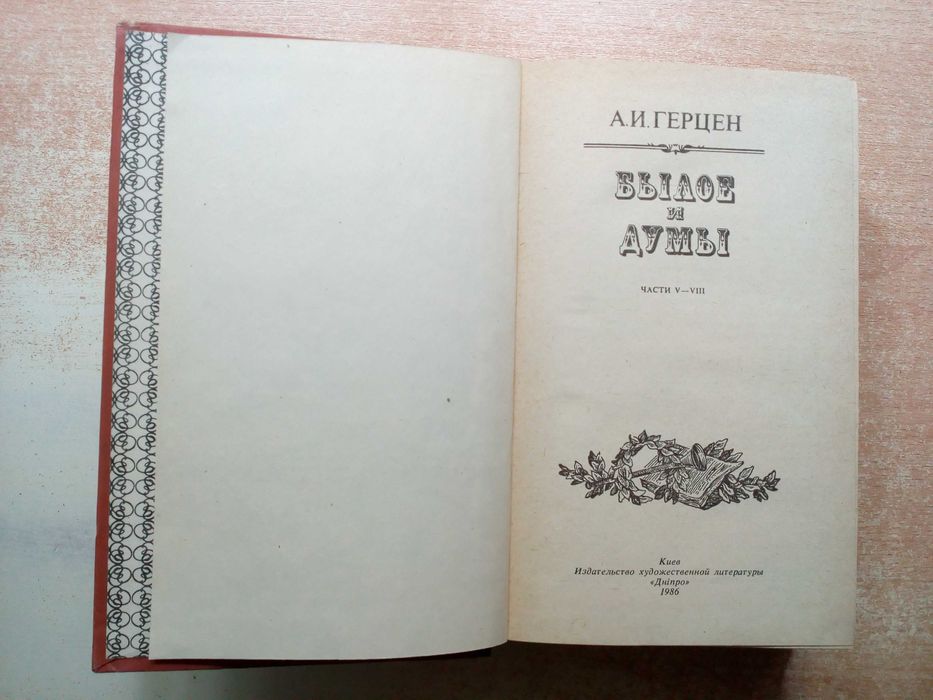 А.И.ГЕРЦЕН
БЫЛОЕ
И
ДУМЫ
ЧАСТИ V—VIII
Киев
Издательство художественной литературы
«Дніпро»
1986